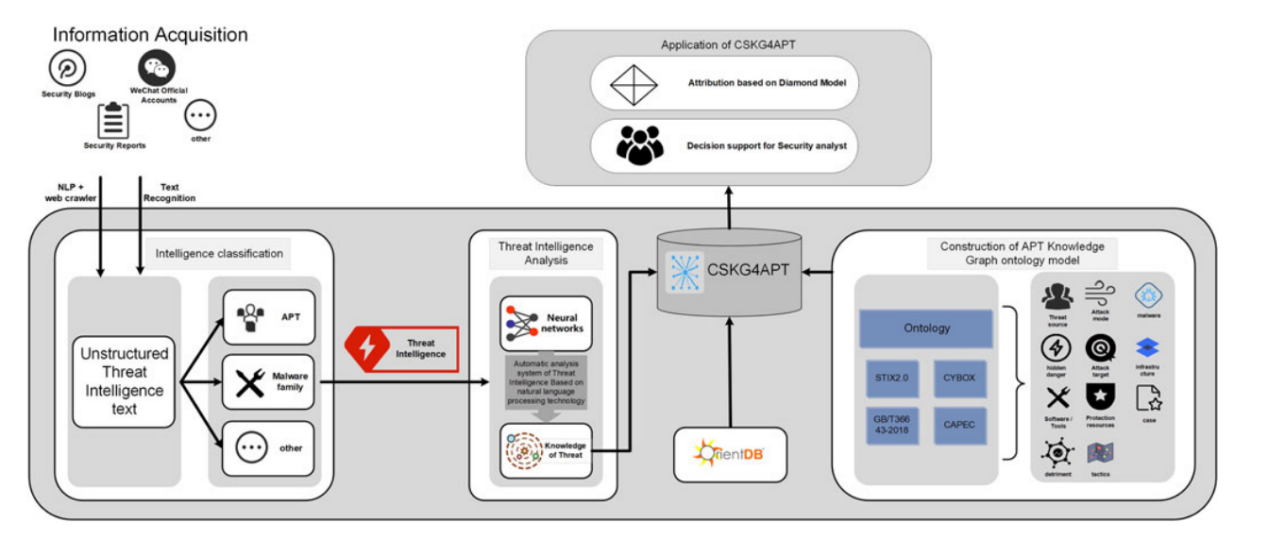 Information Acquisition
Security Blogs
WeChat Official
Accounts
Security Reports
other
NLP +
web crawler
Text
Recognition
Application of CSKG4APT
Attribution based on Diamond Model
Decision support for Security analyst
Intelligence classification
Unstructured
Threat
Intelligence
text
APT
Malware
family
other
Threat
Intelligence
Threat Intelligence
Analysis
Neural
networks
Automatic analysis
system of Threat
Intelligence Based on
natural language
processing technology
Knowledge
of Threat
CSKG4APT
OrientDB
Construction of APT Knowledge
Graph ontology model
Ontology
STIX2.0
CYBOX
GB/T366
43-2018
CAPEC
Threat
source
Attack
mode
malware
hidden
danger
Attack
target
infrastru
cture
Software /
Tools
Protection
resources
case
detriment
tactics